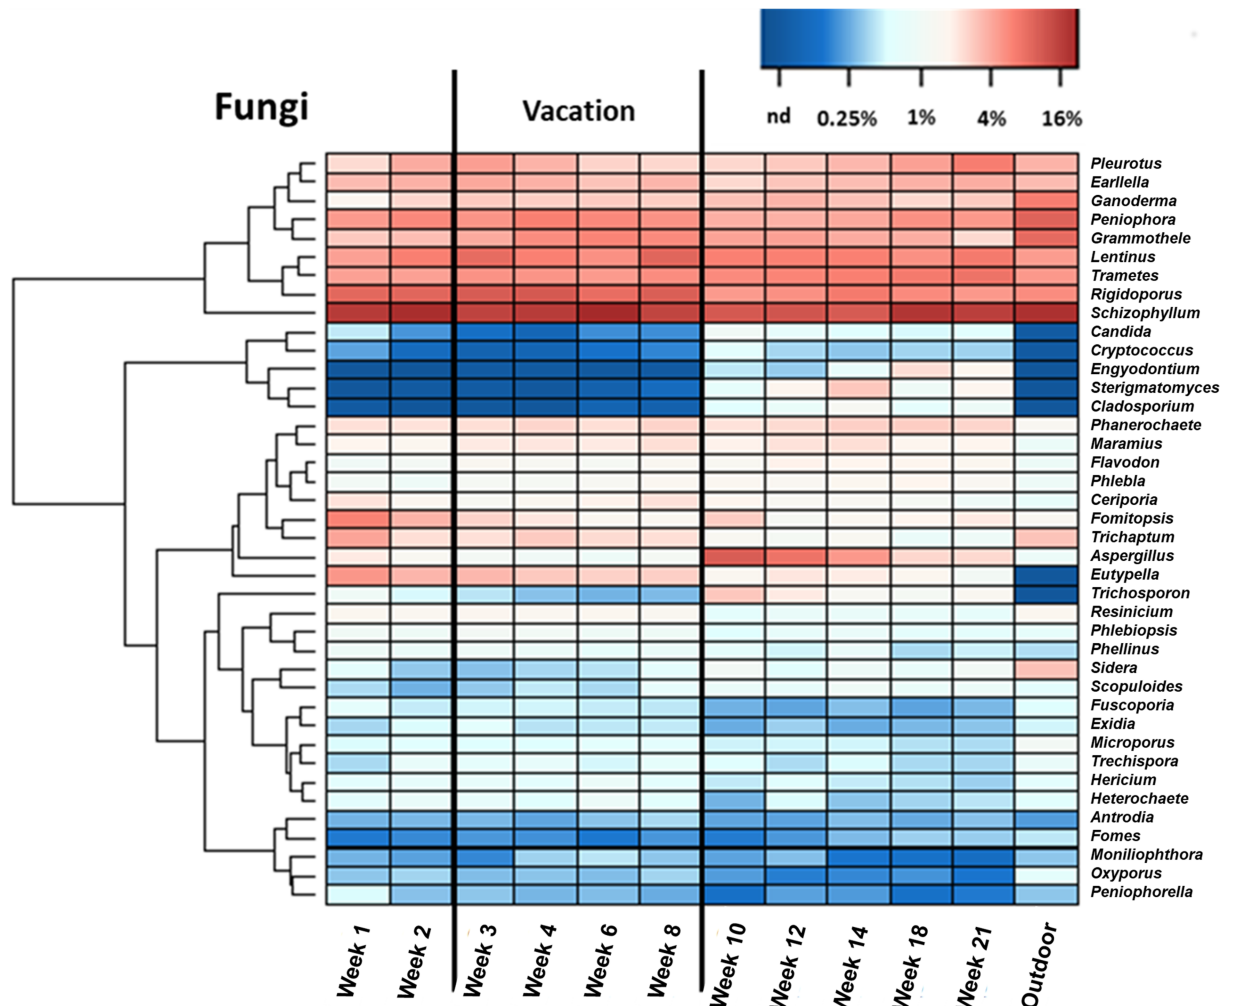 Fungi
Vacation
nd 0.25% 1% 4% 16%
Pleurotus
Earllella
Ganoderma
Peniophora
Grammothele
Lentinus
Trametes
Rigidoporus
Schizophyllum
Candida
Cryptococcus
Engyodontium
Sterigmatomyces
Cladosporium
Phanerochaete
Maramius
Flavodon
Phlebla
Ceriporia
Fomitopsis
Trichaptum
Aspergillus
Eutypella
Trichosporon
Resinicium
Phlebiopsis
Phellinus
Sidera
Scopuloides
Fuscoporia
Exidia
Microporus
Trechispora
Hericium
Heterochaete
Antrodia
Fomes
Moniliophthora
Oxyporus
Peniophorella
Week 1
Week 2
Week 3
Week 4
Week 6
Week 8
Week 10
Week 12
Week 14
Week 18
Week 21
Outdoor